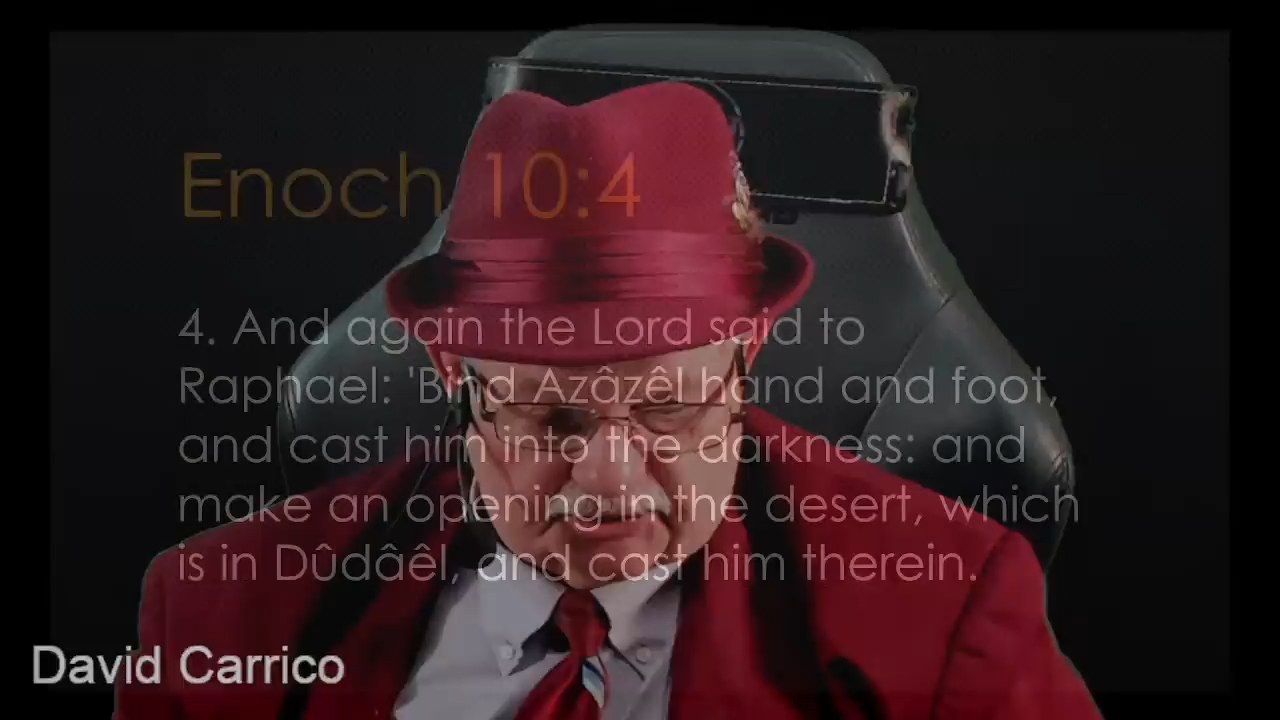 Enoch 10:4
4. And again the Lord said to
Raphael: 'Bind Azâzêl hand and foot,
and cast him into the darkness: and
make an opening in the desert, which
is in Dûdâêl, and cast him therein.
David Carrico